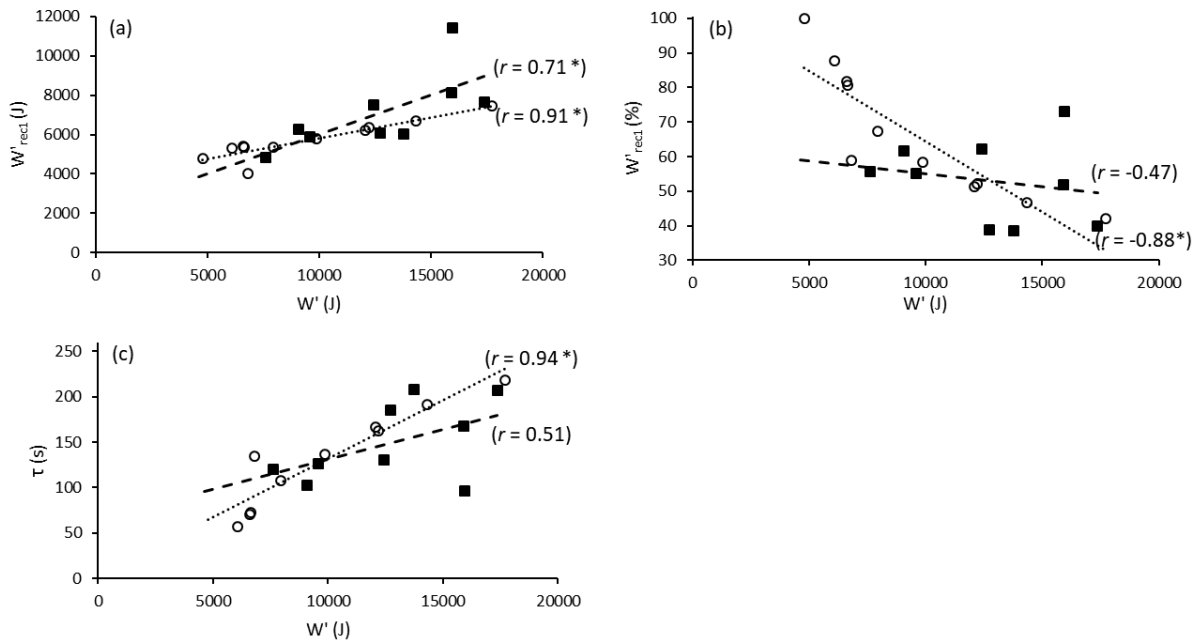 (a)
W'rec1 (J)
12000
10000
8000
6000
4000
2000
0
0 5000 10000 15000 20000
W' (J)
(r = 0.71 *)
(r = 0.91 *)
(b)
W'rec1 (%)
100
90
80
70
60
50
40
30
0 5000 10000 15000 20000
W' (J)
(r = -0.47)
(r = -0.88*)
(c)
τ (s)
250
200
150
100
50
0
0 5000 10000 15000 20000
W' (J)
(r = 0.94 *)
(r = 0.51)